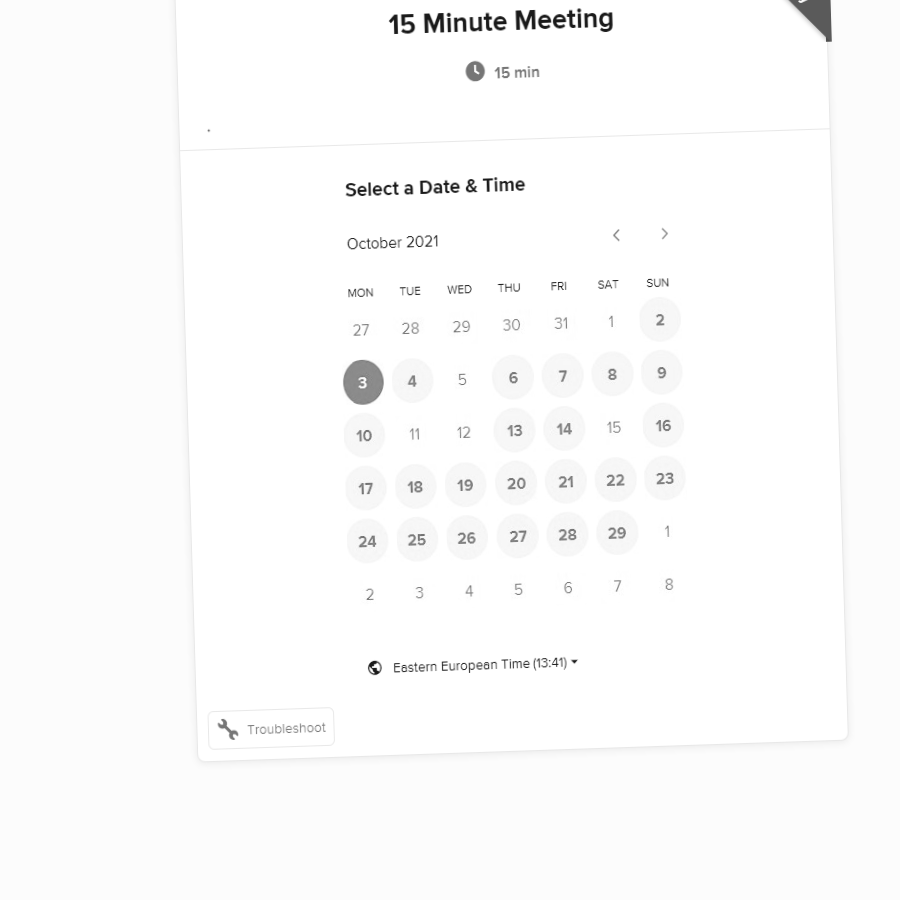 15 Minute Meeting
15 min
.
Select a Date & Time
October 2021
MON TUE WED THU FRI SAT SUN
27 28 29 30 31 1 2
3 4 5 6 7 8 9
10 11 12 13 14 15 16
17 18 19 20 21 22 23
24 25 26 27 28 29 1
2 3 4 5 6 7 8
Eastern European Time (13:41)
Troubleshoot